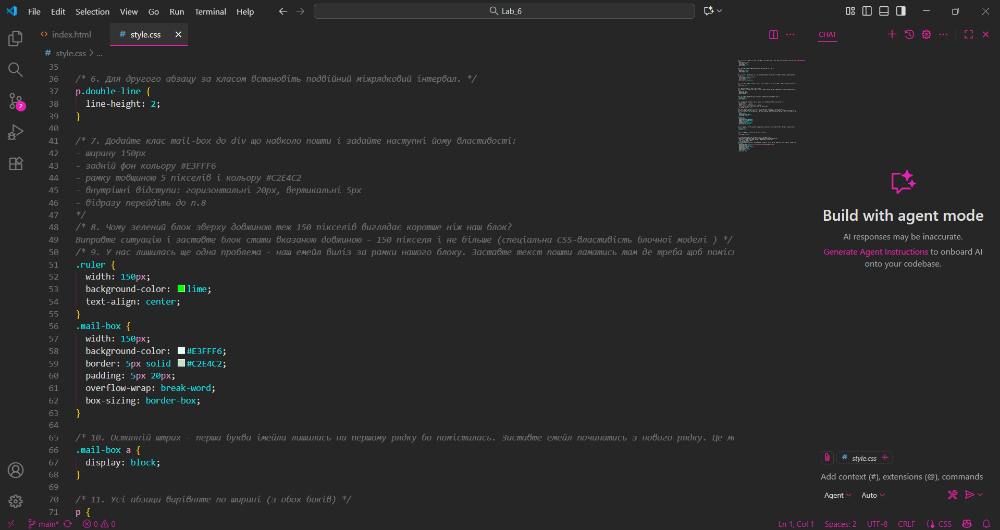 File Edit Selection View Go Run Terminal Help
Lab_6
index.html
style.css
CHAT
style.css > ...
35
36 /* 6. Для другого абзацу за класом встановіть подвійний міжрядковий інтервал. */
37 p.double-line {
38 line-height: 2;
39 }
40
41 /* 7. Додайте клас mail-box до div що навколо пошти і задайте наступні йому властивості:
42 - ширину 150px
43 - задній фон кольору #E3FFF6
44 - рамку товщиною 5 пікселів і кольору #C2E4C2
45 - внутрішні відступи: горизонтальні 20px, вертикальні 5px
46 - відразу перейдіть до п.8
47 */
48 /* 8. Чому зелений блок зверху довжиною теж 150 пікселів виглядає коротше ніж наш блок?
49 Виправте ситуацію і заставте блок стати вказаною довжиною - 150 пікселя і не більше (спеціальна CSS-властивість блочної моделі ) */
50 /* 9. У нас лишилась ще одна проблема - наш емейл виліз за рамки нашого блоку. Заставте текст пошти ламатись там де треба щоб поміс
51 .ruler {
52 width: 150px;
53 background-color: lime;
54 text-align: center;
55 }
56 .mail-box {
57 width: 150px;
58 background-color: #E3FFF6;
59 border: 5px solid #C2E4C2;
60 padding: 5px 20px;
61 overflow-wrap: break-word;
62 box-sizing: border-box;
63 }
64
65 /* 10. Останній штрих - перша буква імейла лишилась на першому рядку бо помістилась. Заставте емейл починатись з нового рядку. Це м
66 .mail-box a {
67 display: block;
68 }
69
70 /* 11. Усі абзаци вирівняте по ширині (з обох боків) */
71 p {
Build with agent mode
AI responses may be inaccurate.
Generate Agent Instructions to onboard AI
onto your codebase.
style.css
Add context (#), extensions (@), commands
Agent
Auto
2
main*
0 0
Ln 1, Col 1
Spaces: 2
UTF-8
CRLF
CSS